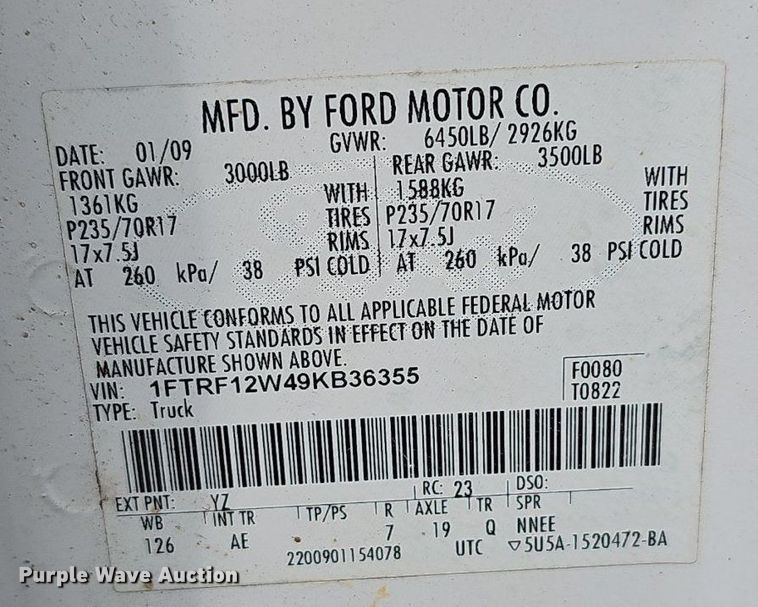 MFD. BY FORD MOTOR CO.
DATE: 01/09 GVWR: 6450LB/ 2926KG
FRONT GAWR: 3000LB REAR GAWR: 3500LB
1361KG WITH 1588KG WITH
P235/70R17 TIRES P235/70R17 TIRES
17x7.5J RIMS 17x7.5J RIMS
AT 260 kPa/ 38 PSI COLD AT 260 kPa/ 38 PSI COLD
THIS VEHICLE CONFORMS TO ALL APPLICABLE FEDERAL MOTOR
VEHICLE SAFETY STANDARDS IN EFFECT ON THE DATE OF
MANUFACTURE SHOWN ABOVE.
VIN: 1FTRF12W49KB36355 F0080
TYPE: Truck T0822
EXT PNT: YZ RC: 23 DSO:
WB INT TR TP/PS R AXLE TR SPR
126 AE 7 19 Q NNEE
2200901154078 UTC ▽5U5A-1520472-BA
Purple Wave Auction